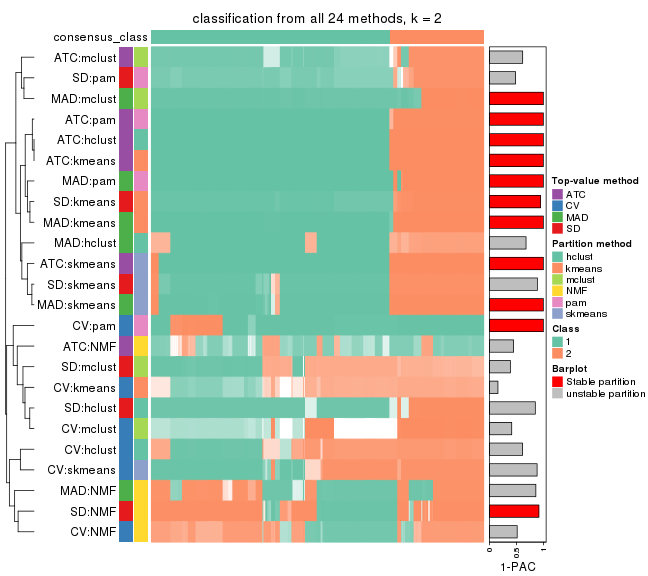 classification from all 24 methods, k = 2
consensus_class
ATC:mclust
SD:pam
MAD:mclust
ATC:pam
ATC:hclust
ATC:kmeans
MAD:pam
SD:kmeans
MAD:kmeans
MAD:hclust
ATC:skmeans
SD:skmeans
MAD:skmeans
CV:pam
ATC:NMF
SD:mclust
CV:kmeans
SD:hclust
CV:mclust
CV:hclust
CV:skmeans
MAD:NMF
SD:NMF
CV:NMF
0
0.5
1
1-PAC
Top-value method
ATC
CV
MAD
SD
Partition method
hclust
kmeans
mclust
NMF
pam
skmeans
Class
1
2
Barplot
Stable partition
unstable partition